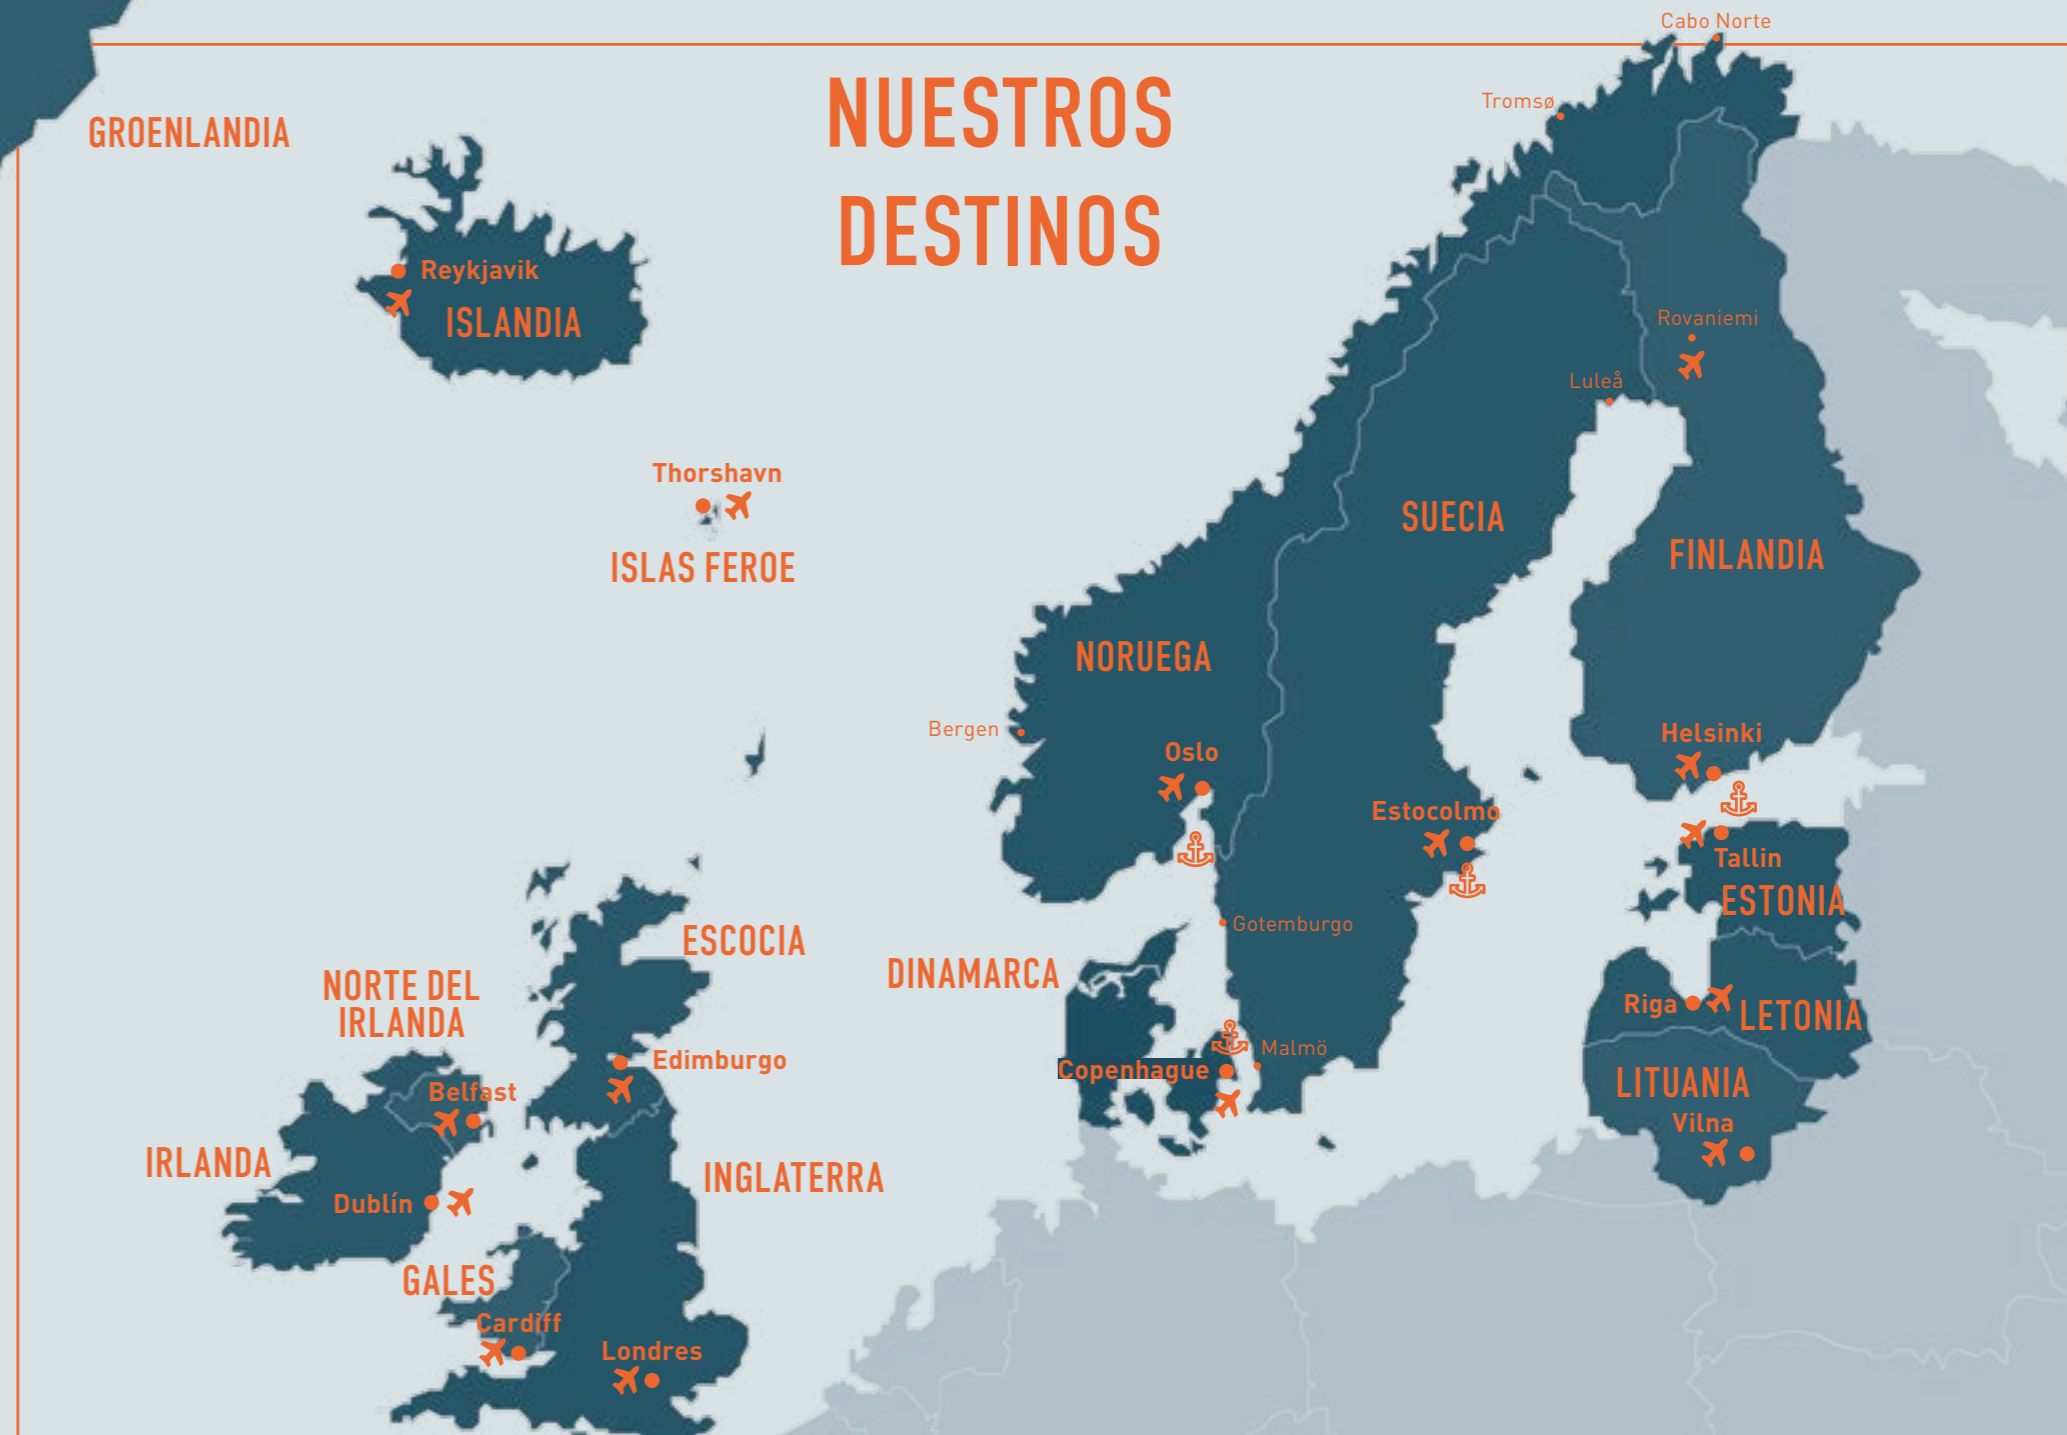 Cabo Norte
NUESTROS
DESTINOS
Tromsø
GROENLANDIA
Reykjavik
ISLANDIA
Rovaniemi
Luleå
Thorshavn
ISLAS FEROE
SUECIA
FINLANDIA
NORUEGA
Bergen
Oslo
Helsinki
Estocolmo
Tallin
ESTONIA
Gotemburgo
ESCOCIA
DINAMARCA
NORTE DEL
IRLANDA
Riga
LETONIA
Malmö
Edimburgo
Copenhague
Belfast
LITUANIA
Vilna
IRLANDA
INGLATERRA
Dublín
GALES
Cardiff
Londres